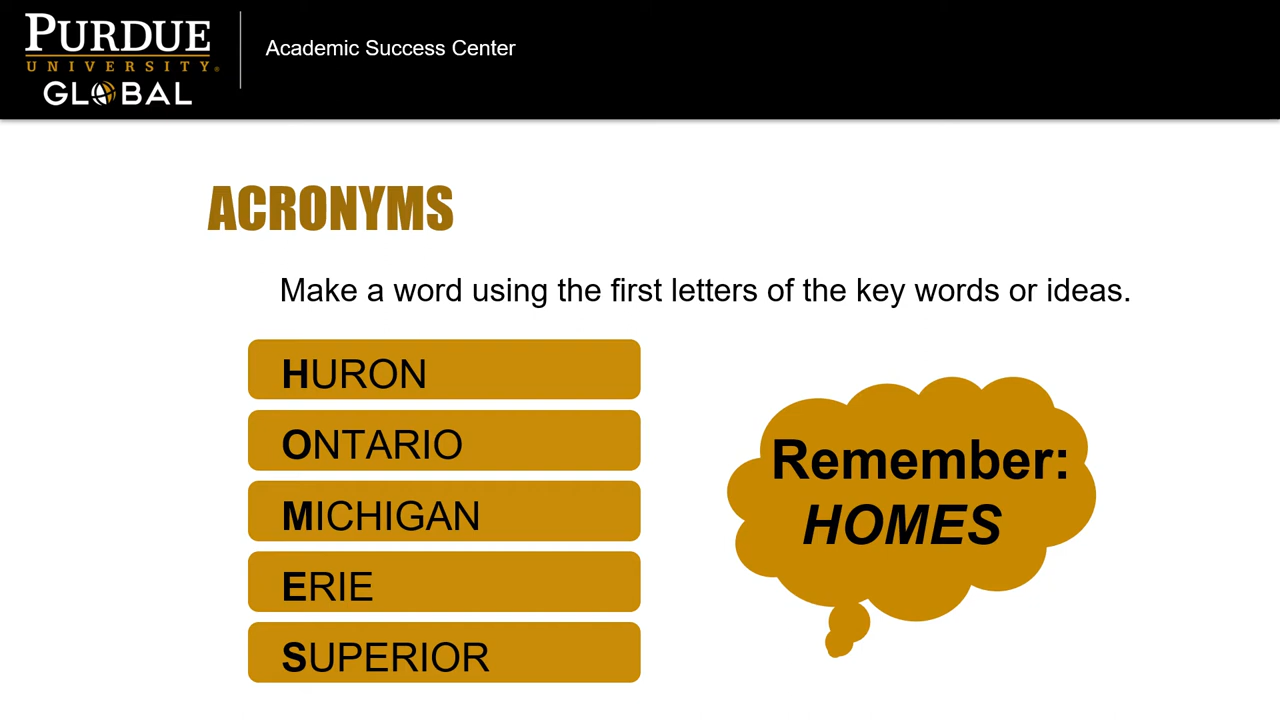 PURDUE
UNIVERSITY®
GLOBAL
Academic Success Center
ACRONYMS
Make a word using the first letters of the key words or ideas.
HURON
ONTARIO
MICHIGAN
ERIE
SUPERIOR
Remember:
HOMES